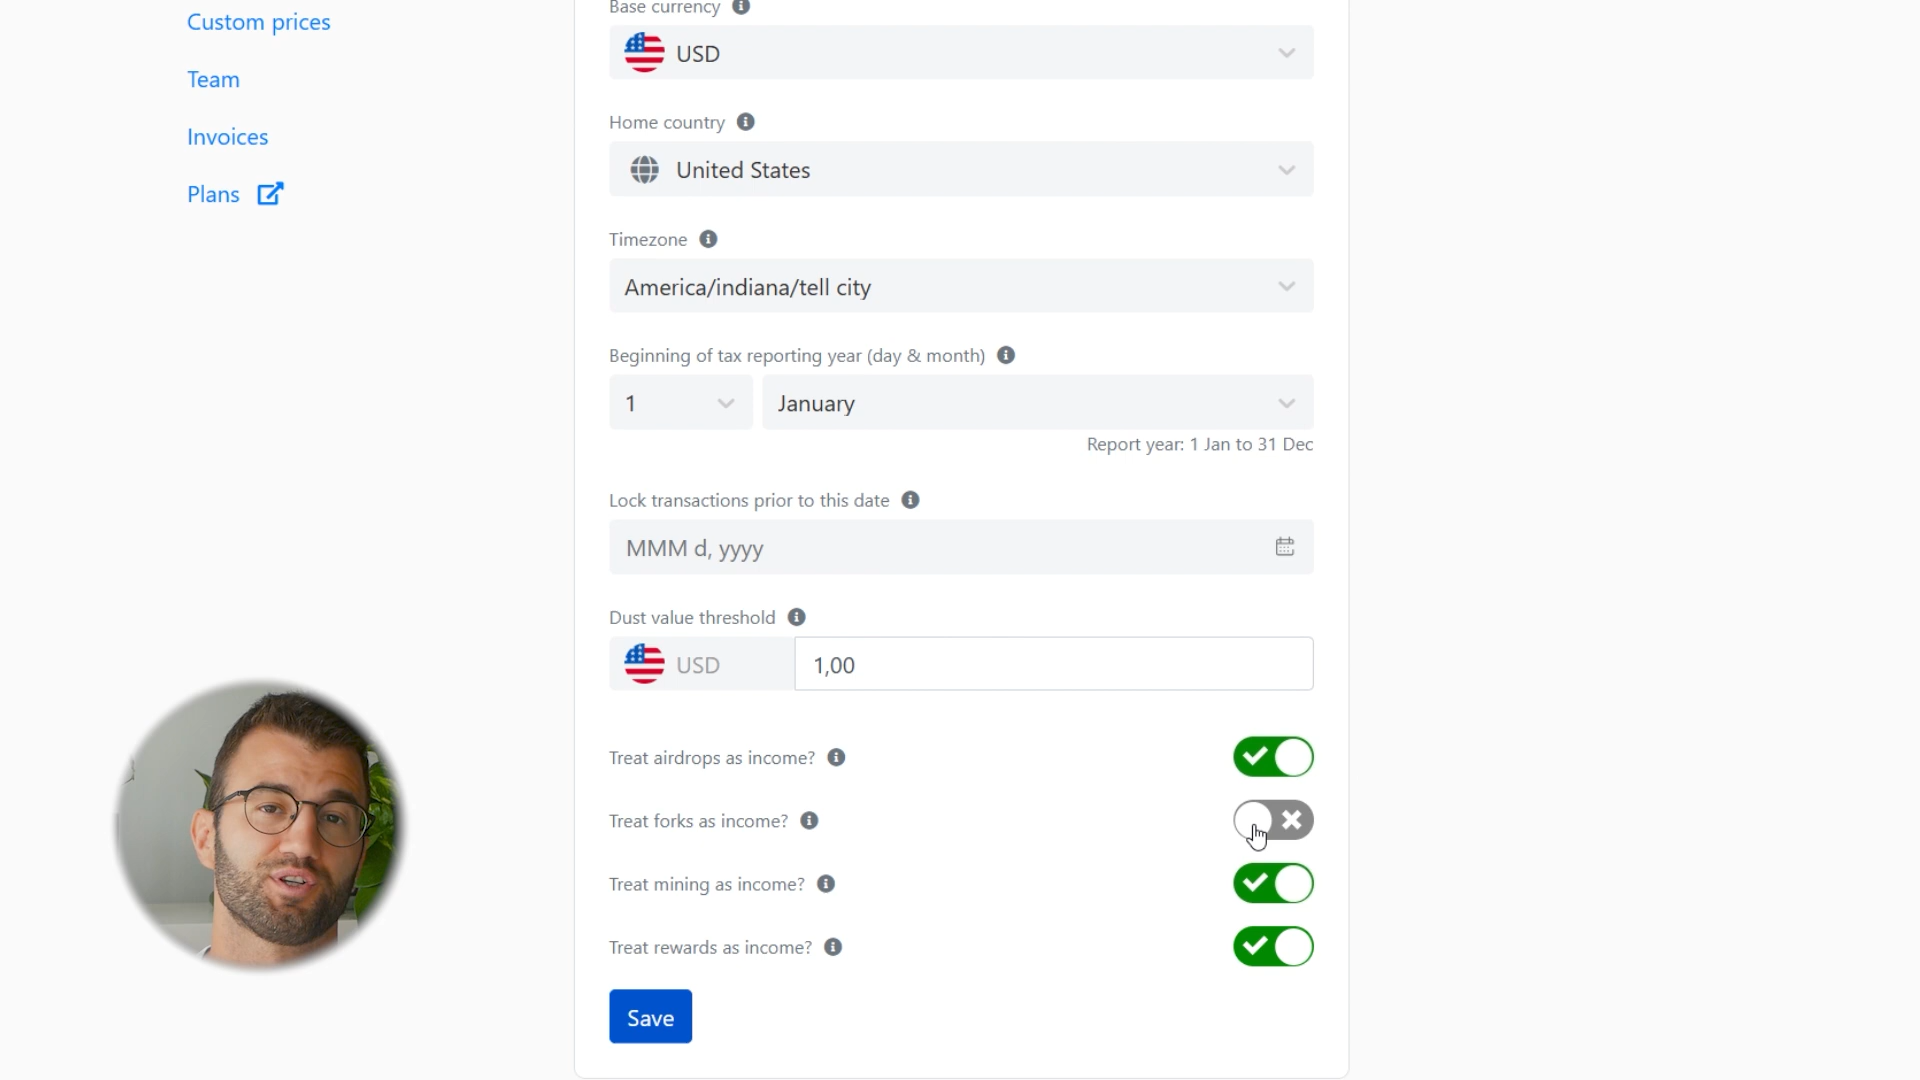 Custom prices
Team
Invoices
Plans
Base currency
USD
Home country
United States
Timezone
America/indiana/tell city
Beginning of tax reporting year (day & month)
1 January
Report year: 1 Jan to 31 Dec
Lock transactions prior to this date
MMM d, yyyy
Dust value threshold
USD 1,00
Treat airdrops as income?
Treat forks as income?
Treat mining as income?
Treat rewards as income?
Save